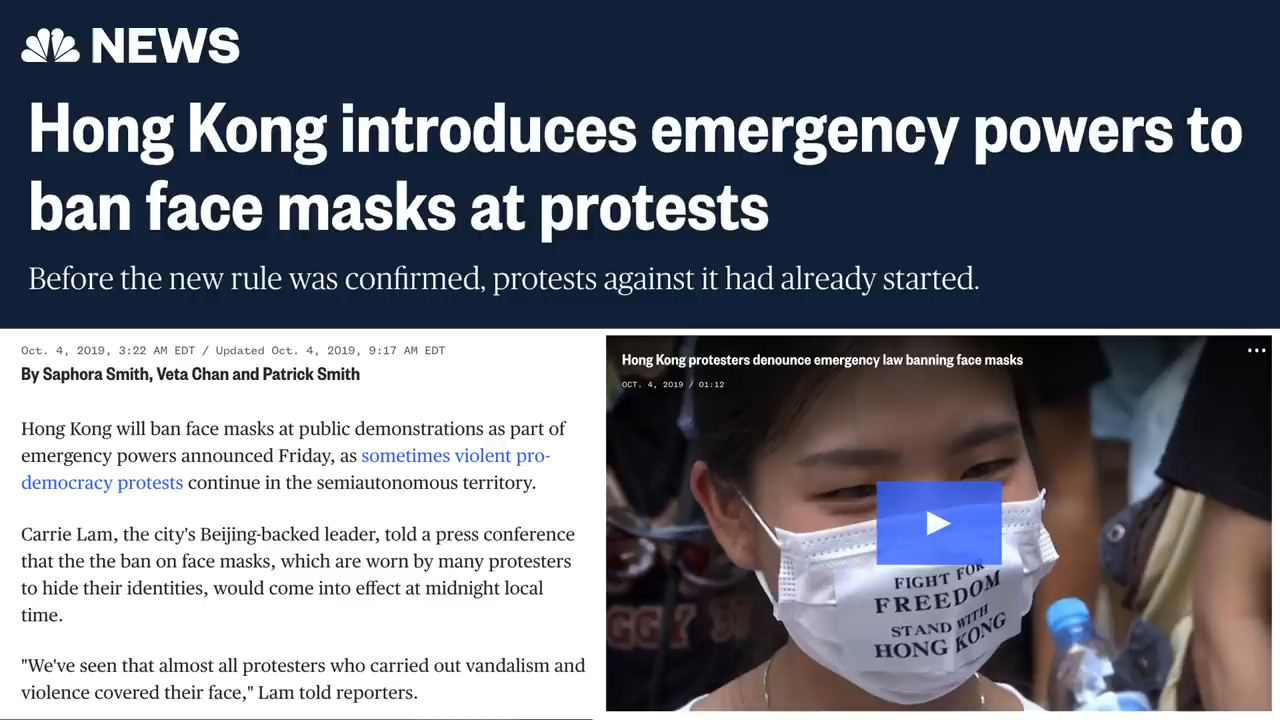 NEWS
Hong Kong introduces emergency powers to
ban face masks at protests
Before the new rule was confirmed, protests against it had already started.
Oct. 4, 2019, 3:22 AM EDT / Updated Oct. 4, 2019, 9:17 AM EDT
By Saphora Smith, Veta Chan and Patrick Smith
Hong Kong will ban face masks at public demonstrations as part of
emergency powers announced Friday, as sometimes violent pro-
democracy protests continue in the semiautonomous territory.
Carrie Lam, the city's Beijing-backed leader, told a press conference
that the the ban on face masks, which are worn by many protesters
to hide their identities, would come into effect at midnight local
time.
"We've seen that almost all protesters who carried out vandalism and
violence covered their face," Lam told reporters.
Hong Kong protesters denounce emergency law banning face masks
OCT. 4, 2019 / 01:12
FIGHT FOR
FREEDOM
STAND WITH
HONG KONG